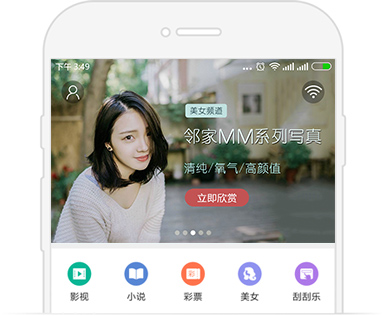 下午 3:49
美女频道
邻家MM系列写真
清纯/氧气/高颜值
立即欣赏
影视 小说 彩票 美女 刮刮乐
彩